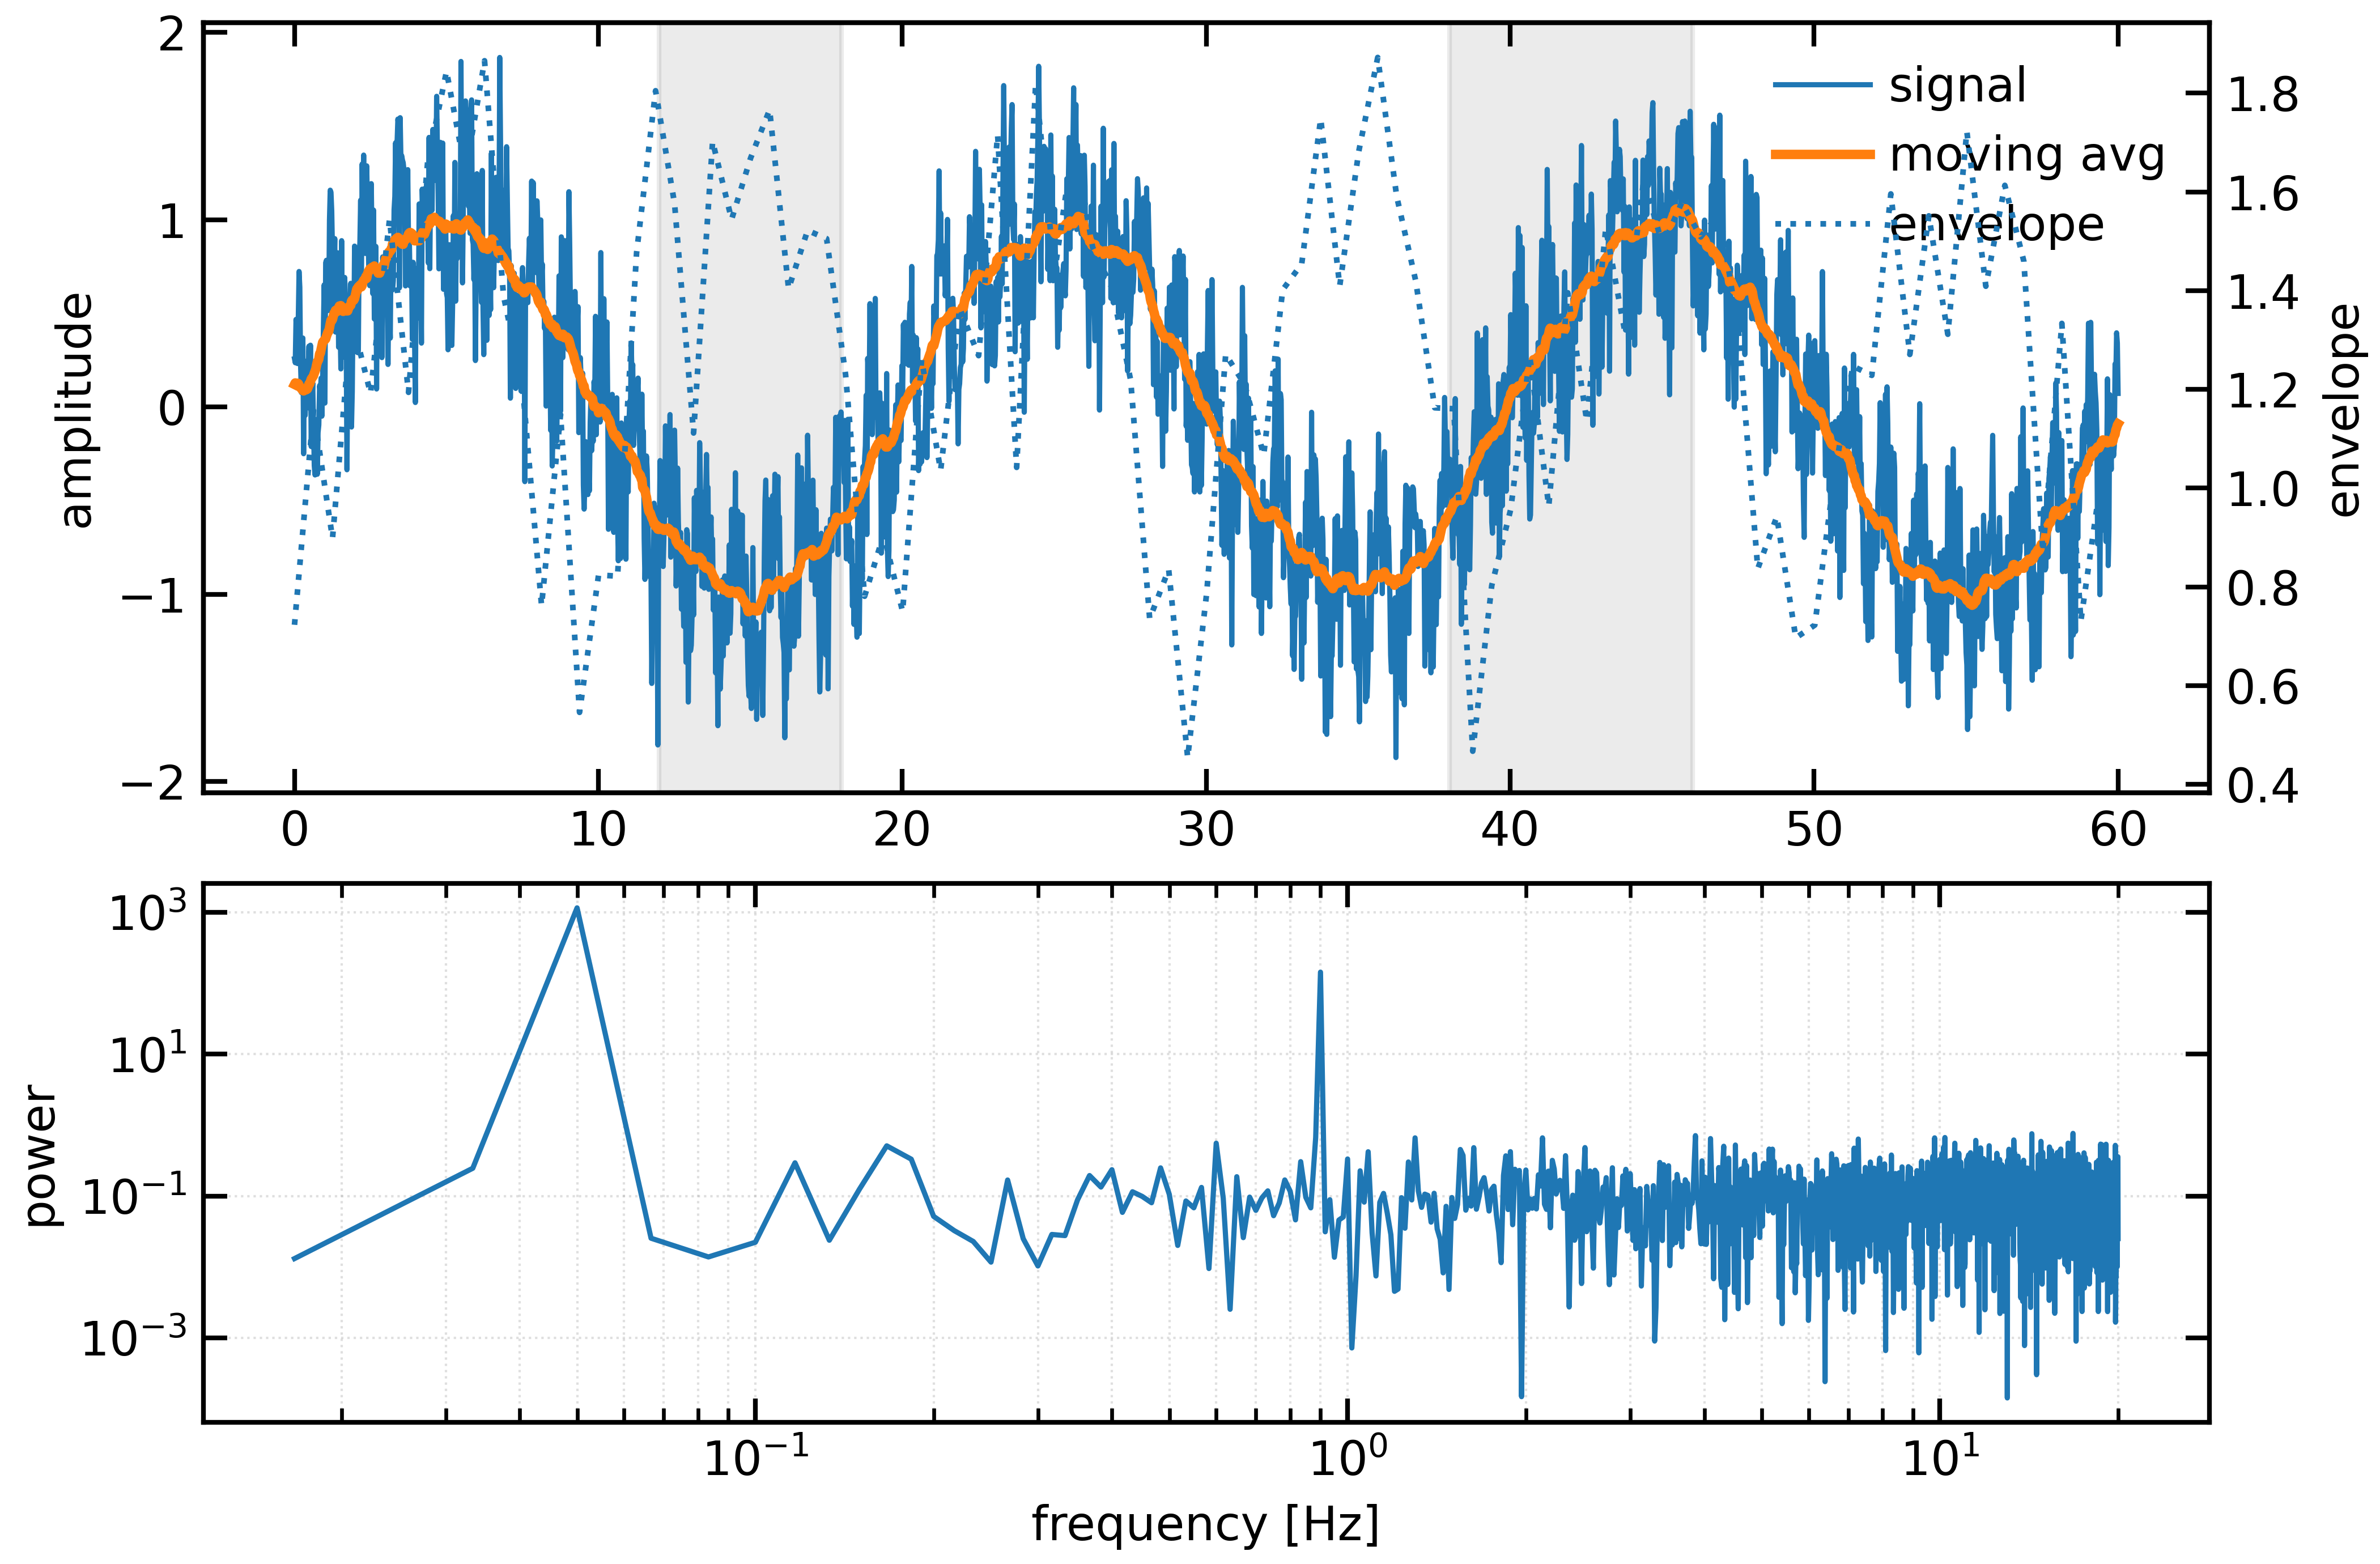 2
1
0
−1
−2
amplitude
signal
moving avg
envelope
1.8
1.6
1.4
1.2
1.0
0.8
0.6
0.4
envelope
0 10 20 30 40 50 60
10³
10¹
10⁻¹
10⁻³
power
10⁻¹ 10⁰ 10¹
frequency [Hz]